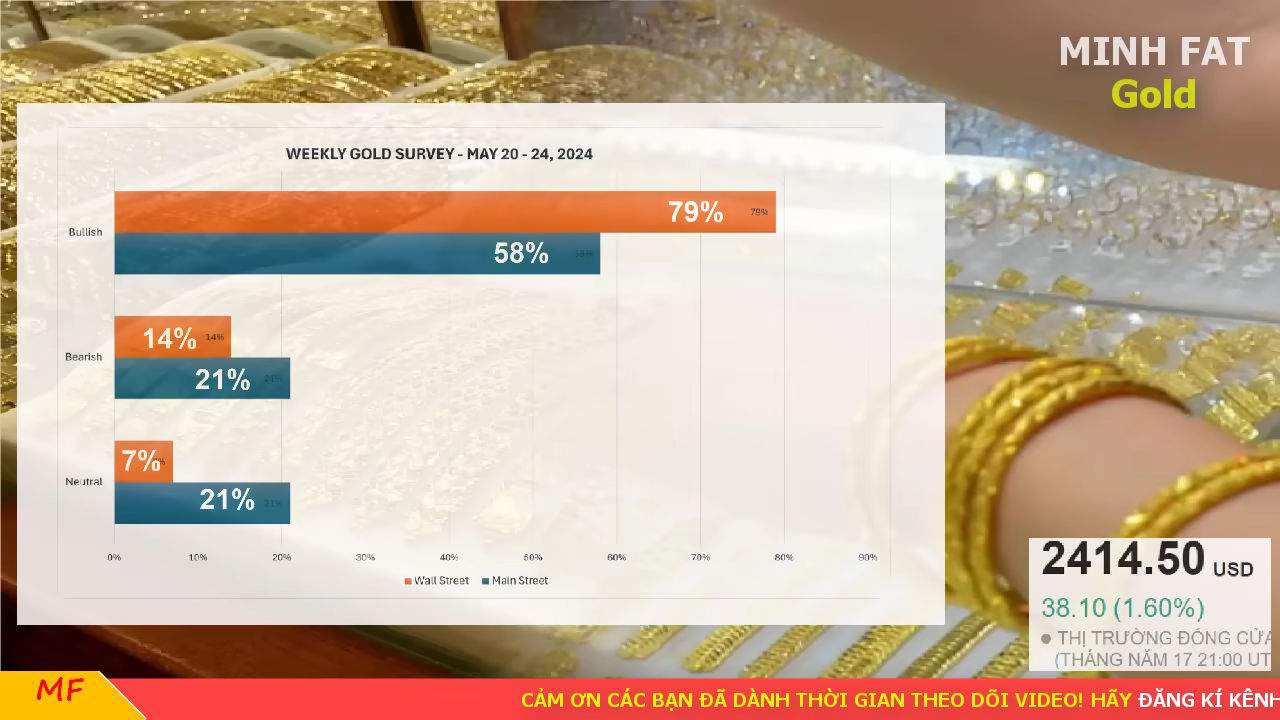 MINH FAT
Gold
WEEKLY GOLD SURVEY - MAY 20 - 24, 2024
Bullish
79% 79%
58% 58%
Bearish
14% 14%
21% 21%
Neutral
7%
21% 21%
0% 10% 20% 30% 40% 50% 60% 70% 80% 90%
Wall Street Main Street
2414.50 USD
38.10 (1.60%)
THỊ TRƯỜNG ĐÓNG CỬA
(THÁNG NĂM 17 21:00 UT
MF
CẢM ƠN CÁC BẠN ĐÃ DÀNH THỜI GIAN THEO DÕI VIDEO! HÃY ĐĂNG KÍ KÊNH